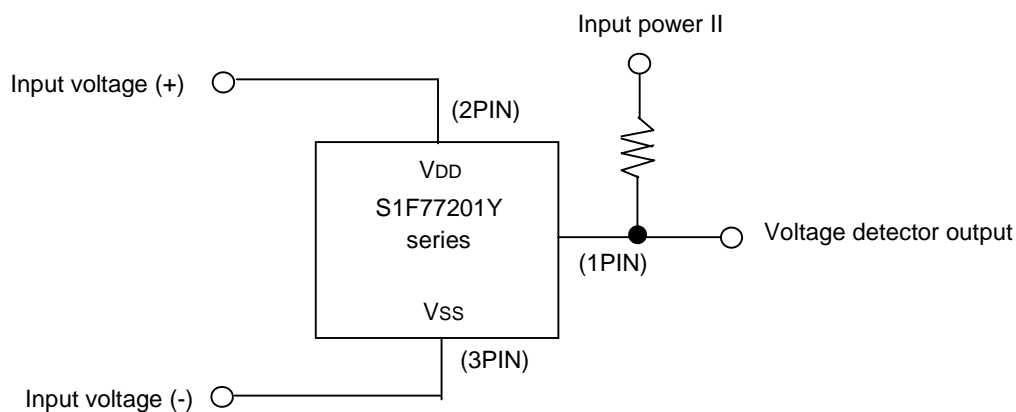 Input power II
Input voltage (+)
(2PIN)
VDD
S1F77201Y
series
Voltage detector output
(1PIN)
VSS
(3PIN)
Input voltage (-)